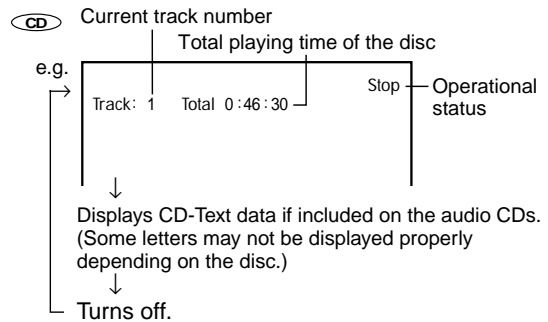 CD Current track number
Total playing time of the disc
e.g.
Track: 1 Total 0:46:30 Stop Operational
status
Displays CD-Text data if included on the audio CDs.
(Some letters may not be displayed properly
depending on the disc.)
Turns off.